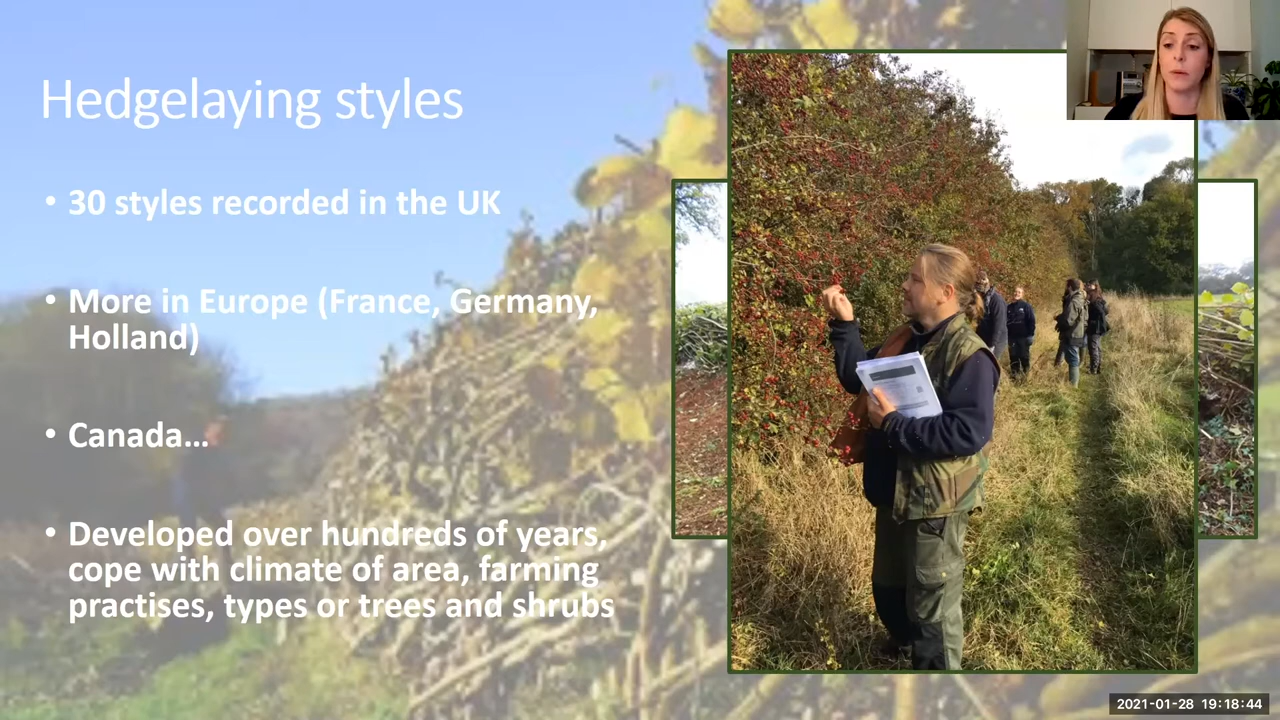 Hedgelaying styles
• 30 styles recorded in the UK
• More in Europe (France, Germany,
Holland)
• Canada...
• Developed over hundreds of years,
cope with climate of area, farming
practises, types or trees and shrubs
2021-01-28 19:18:44